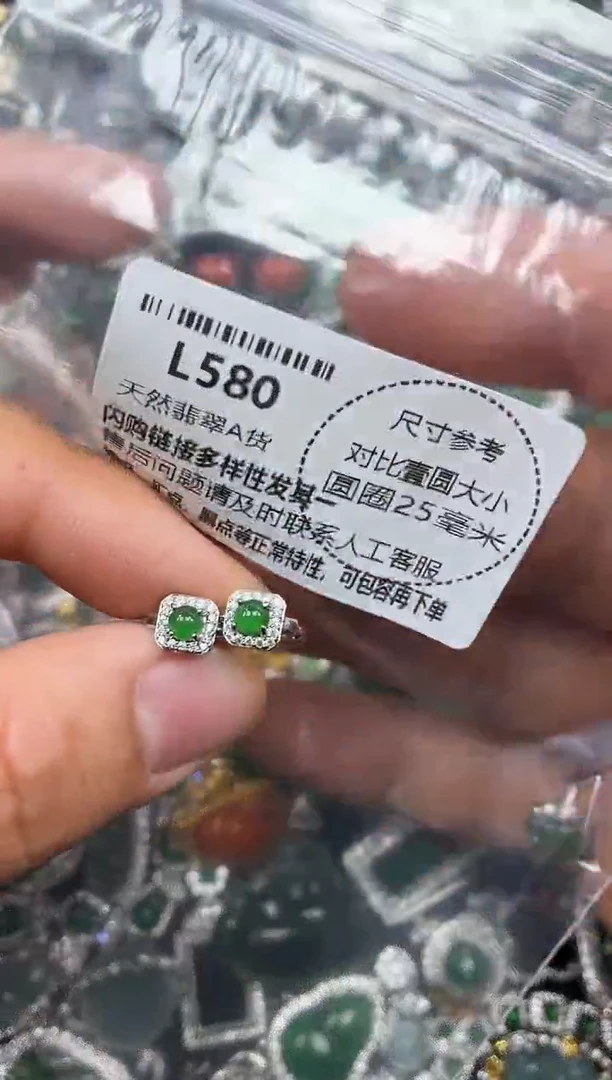 L580
天然翡翠A货
内购链接多样性发其一
售后问题请及时联系人工客服
点等正常特性，可包容再下单
尺寸参考
对比壹圆大小
圆圈25毫米